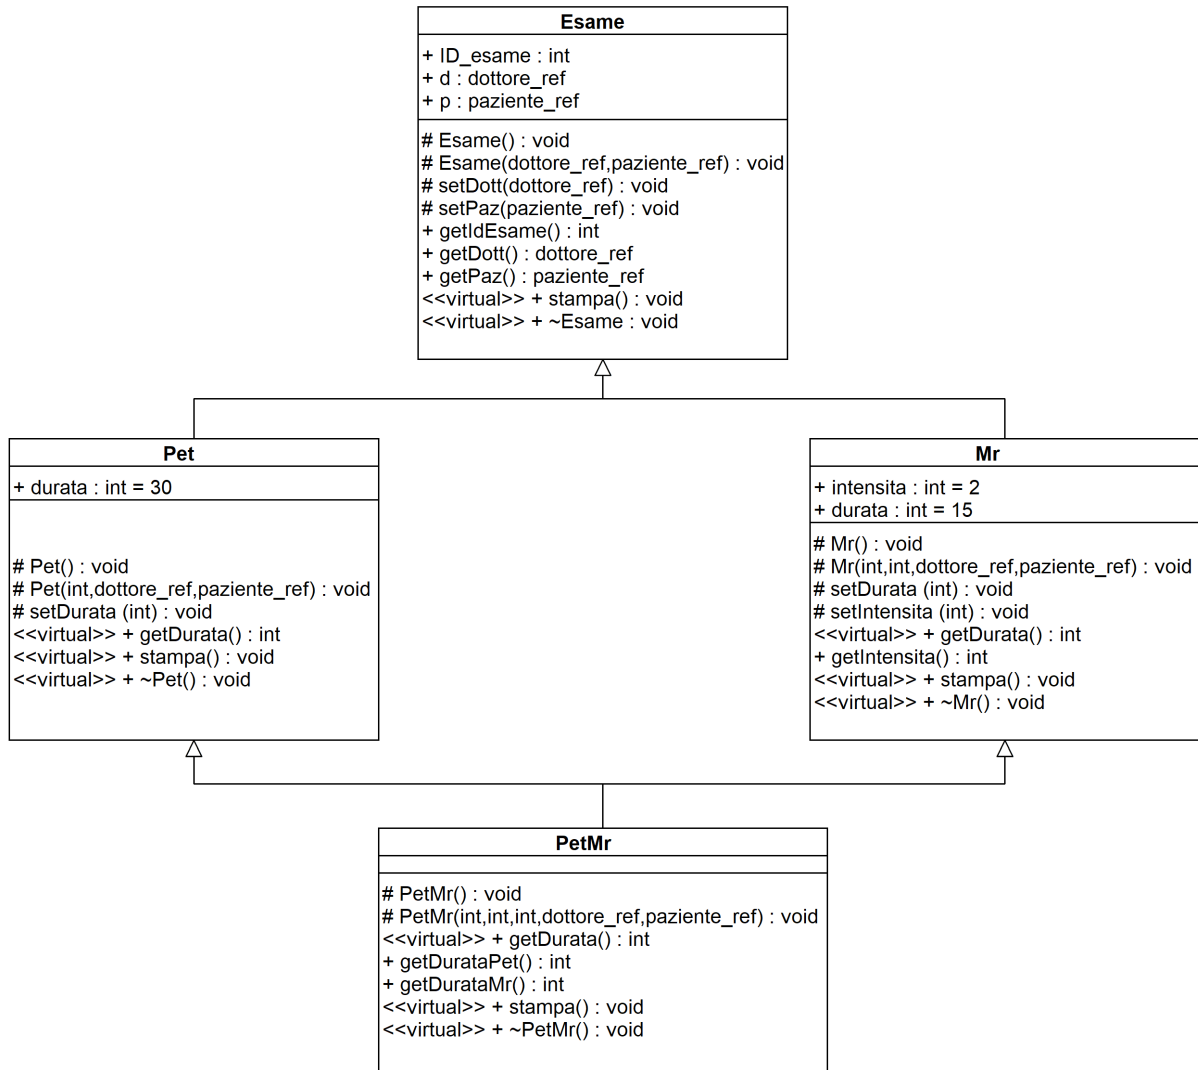 Esame
+ ID_esame : int
+ d : dottore_ref
+ p : paziente_ref
# Esame() : void
# Esame(dottore_ref,paziente_ref) : void
# setDott(dottore_ref) : void
# setPaz(paziente_ref) : void
+ getIdEsame() : int
+ getDott() : dottore_ref
+ getPaz() : paziente_ref
<<virtual>> + stampa() : void
<<virtual>> + ~Esame : void
Pet
+ durata : int = 30
# Pet() : void
# Pet(int,dottore_ref,paziente_ref) : void
# setDurata (int) : void
<<virtual>> + getDurata() : int
<<virtual>> + stampa() : void
<<virtual>> + ~Pet() : void
Mr
+ intensita : int = 2
+ durata : int = 15
# Mr() : void
# Mr(int,int,dottore_ref,paziente_ref) : void
# setDurata (int) : void
# setIntensita (int) : void
<<virtual>> + getDurata() : int
+ getIntensita() : int
<<virtual>> + stampa() : void
<<virtual>> + ~Mr() : void
PetMr
# PetMr() : void
# PetMr(int,int,int,dottore_ref,paziente_ref) : void
<<virtual>> + getDurata() : int
+ getDurataPet() : int
+ getDurataMr() : int
<<virtual>> + stampa() : void
<<virtual>> + ~PetMr() : void